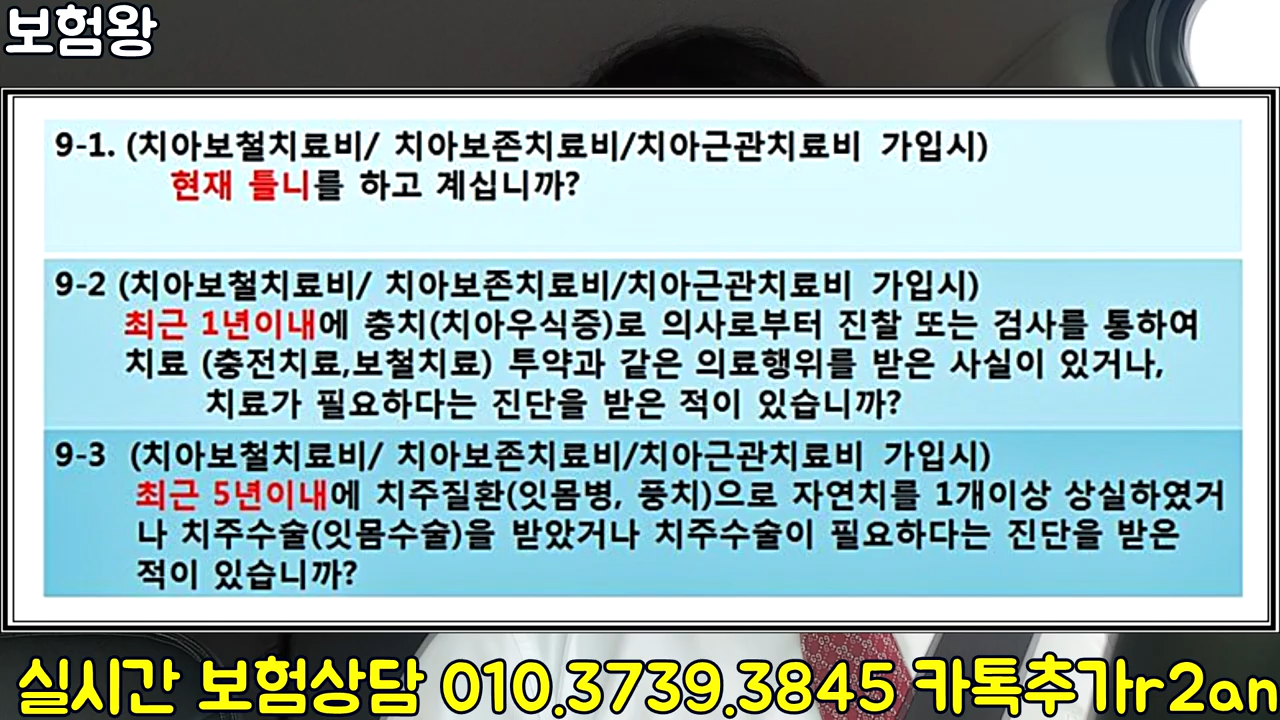 보험왕
9-1. (치아보철치료비/ 치아보존치료비/치아근관치료비 가입시)
현재 틀니를 하고 계십니까?
9-2 (치아보철치료비/ 치아보존치료비/치아근관치료비 가입시)
최근 1년이내에 충치(치아우식증)로 의사로부터 진찰 또는 검사를 통하여
치료 (충전치료,보철치료) 투약과 같은 의료행위를 받은 사실이 있거나,
치료가 필요하다는 진단을 받은 적이 있습니까?
9-3 (치아보철치료비/ 치아보존치료비/치아근관치료비 가입시)
최근 5년이내에 치주질환(잇몸병, 풍치)으로 자연치를 1개이상 상실하였거
나 치주수술(잇몸수술)을 받았거나 치주수술이 필요하다는 진단을 받은
적이 있습니까?
실시간 보험상담 010.3739.3845 카톡추가r2an